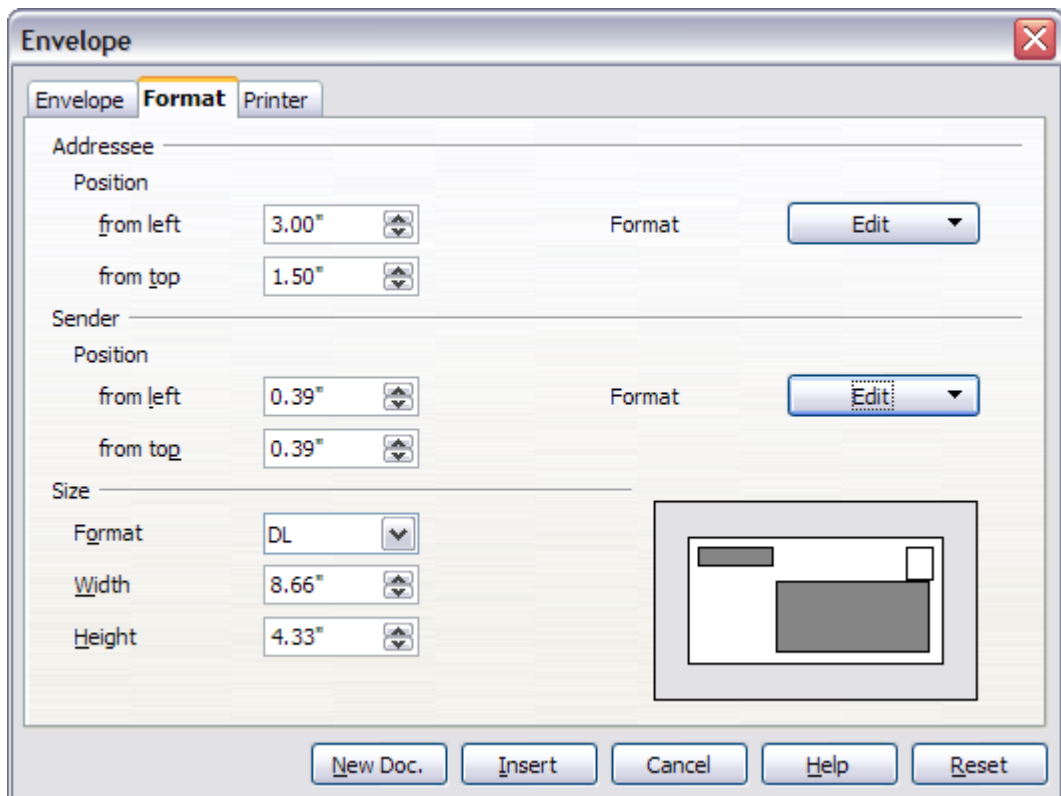 Envelope
Envelope Format Printer
Addressee
Position
from left 3.00" Format Edit
from top 1.50"
Sender
Position
from left 0.39" Format Edit
from top 0.39"
Size
Format DL
Width 8.66"
Height 4.33"
New Doc. Insert Cancel Help Reset